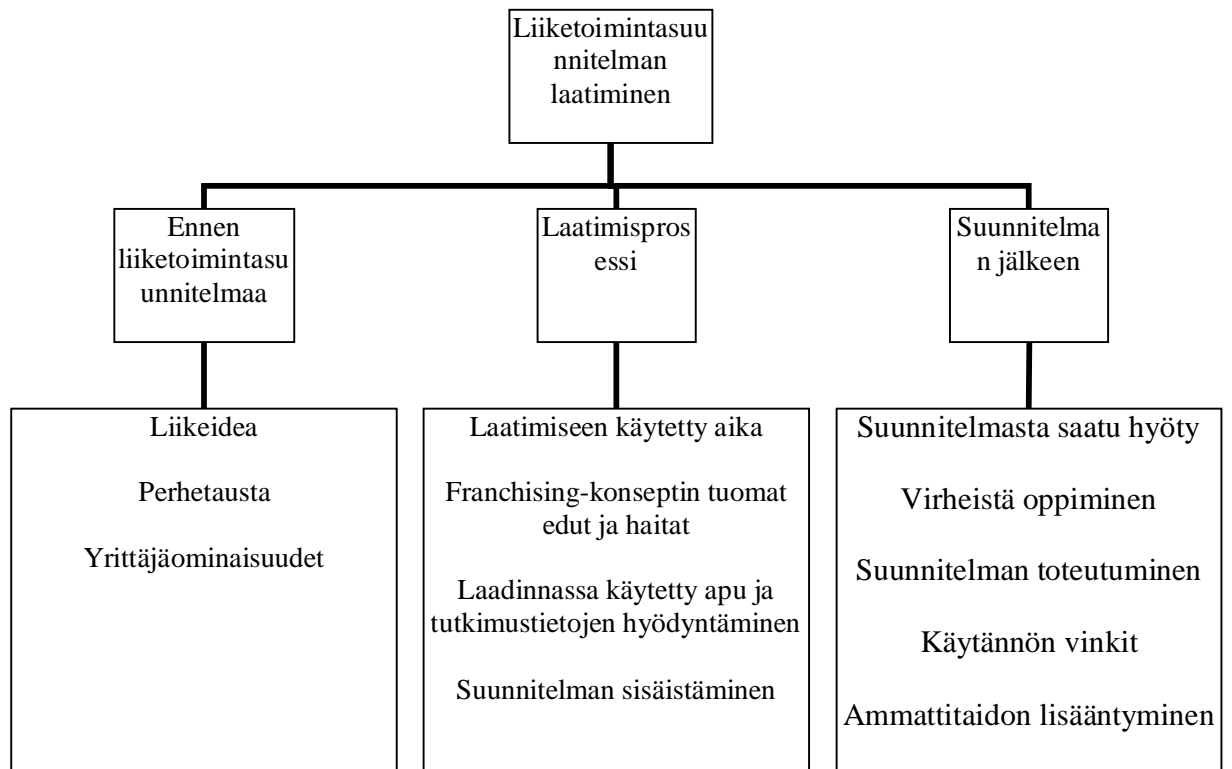 Liiketoimintasuu
nnitelman
laatiminen
Ennen
liiketoimintasu
unnitelmaa
Laatimispros
essi
Suunnitelma
n jälkeen
Liikeidea
Perhetausta
Yrittäjäominaisuudet
Laatimiseen käytetty aika
Franchising-konseptin tuomat
edut ja haitat
Laadinnassa käytetty apu ja
tutkimustietojen hyödyntäminen
Suunnitelman sisäistäminen
Suunnitelmasta saatu hyöty
Virheistä oppiminen
Suunnitelman toteutuminen
Käytännön vinkit
Ammattitaidon lisääntyminen